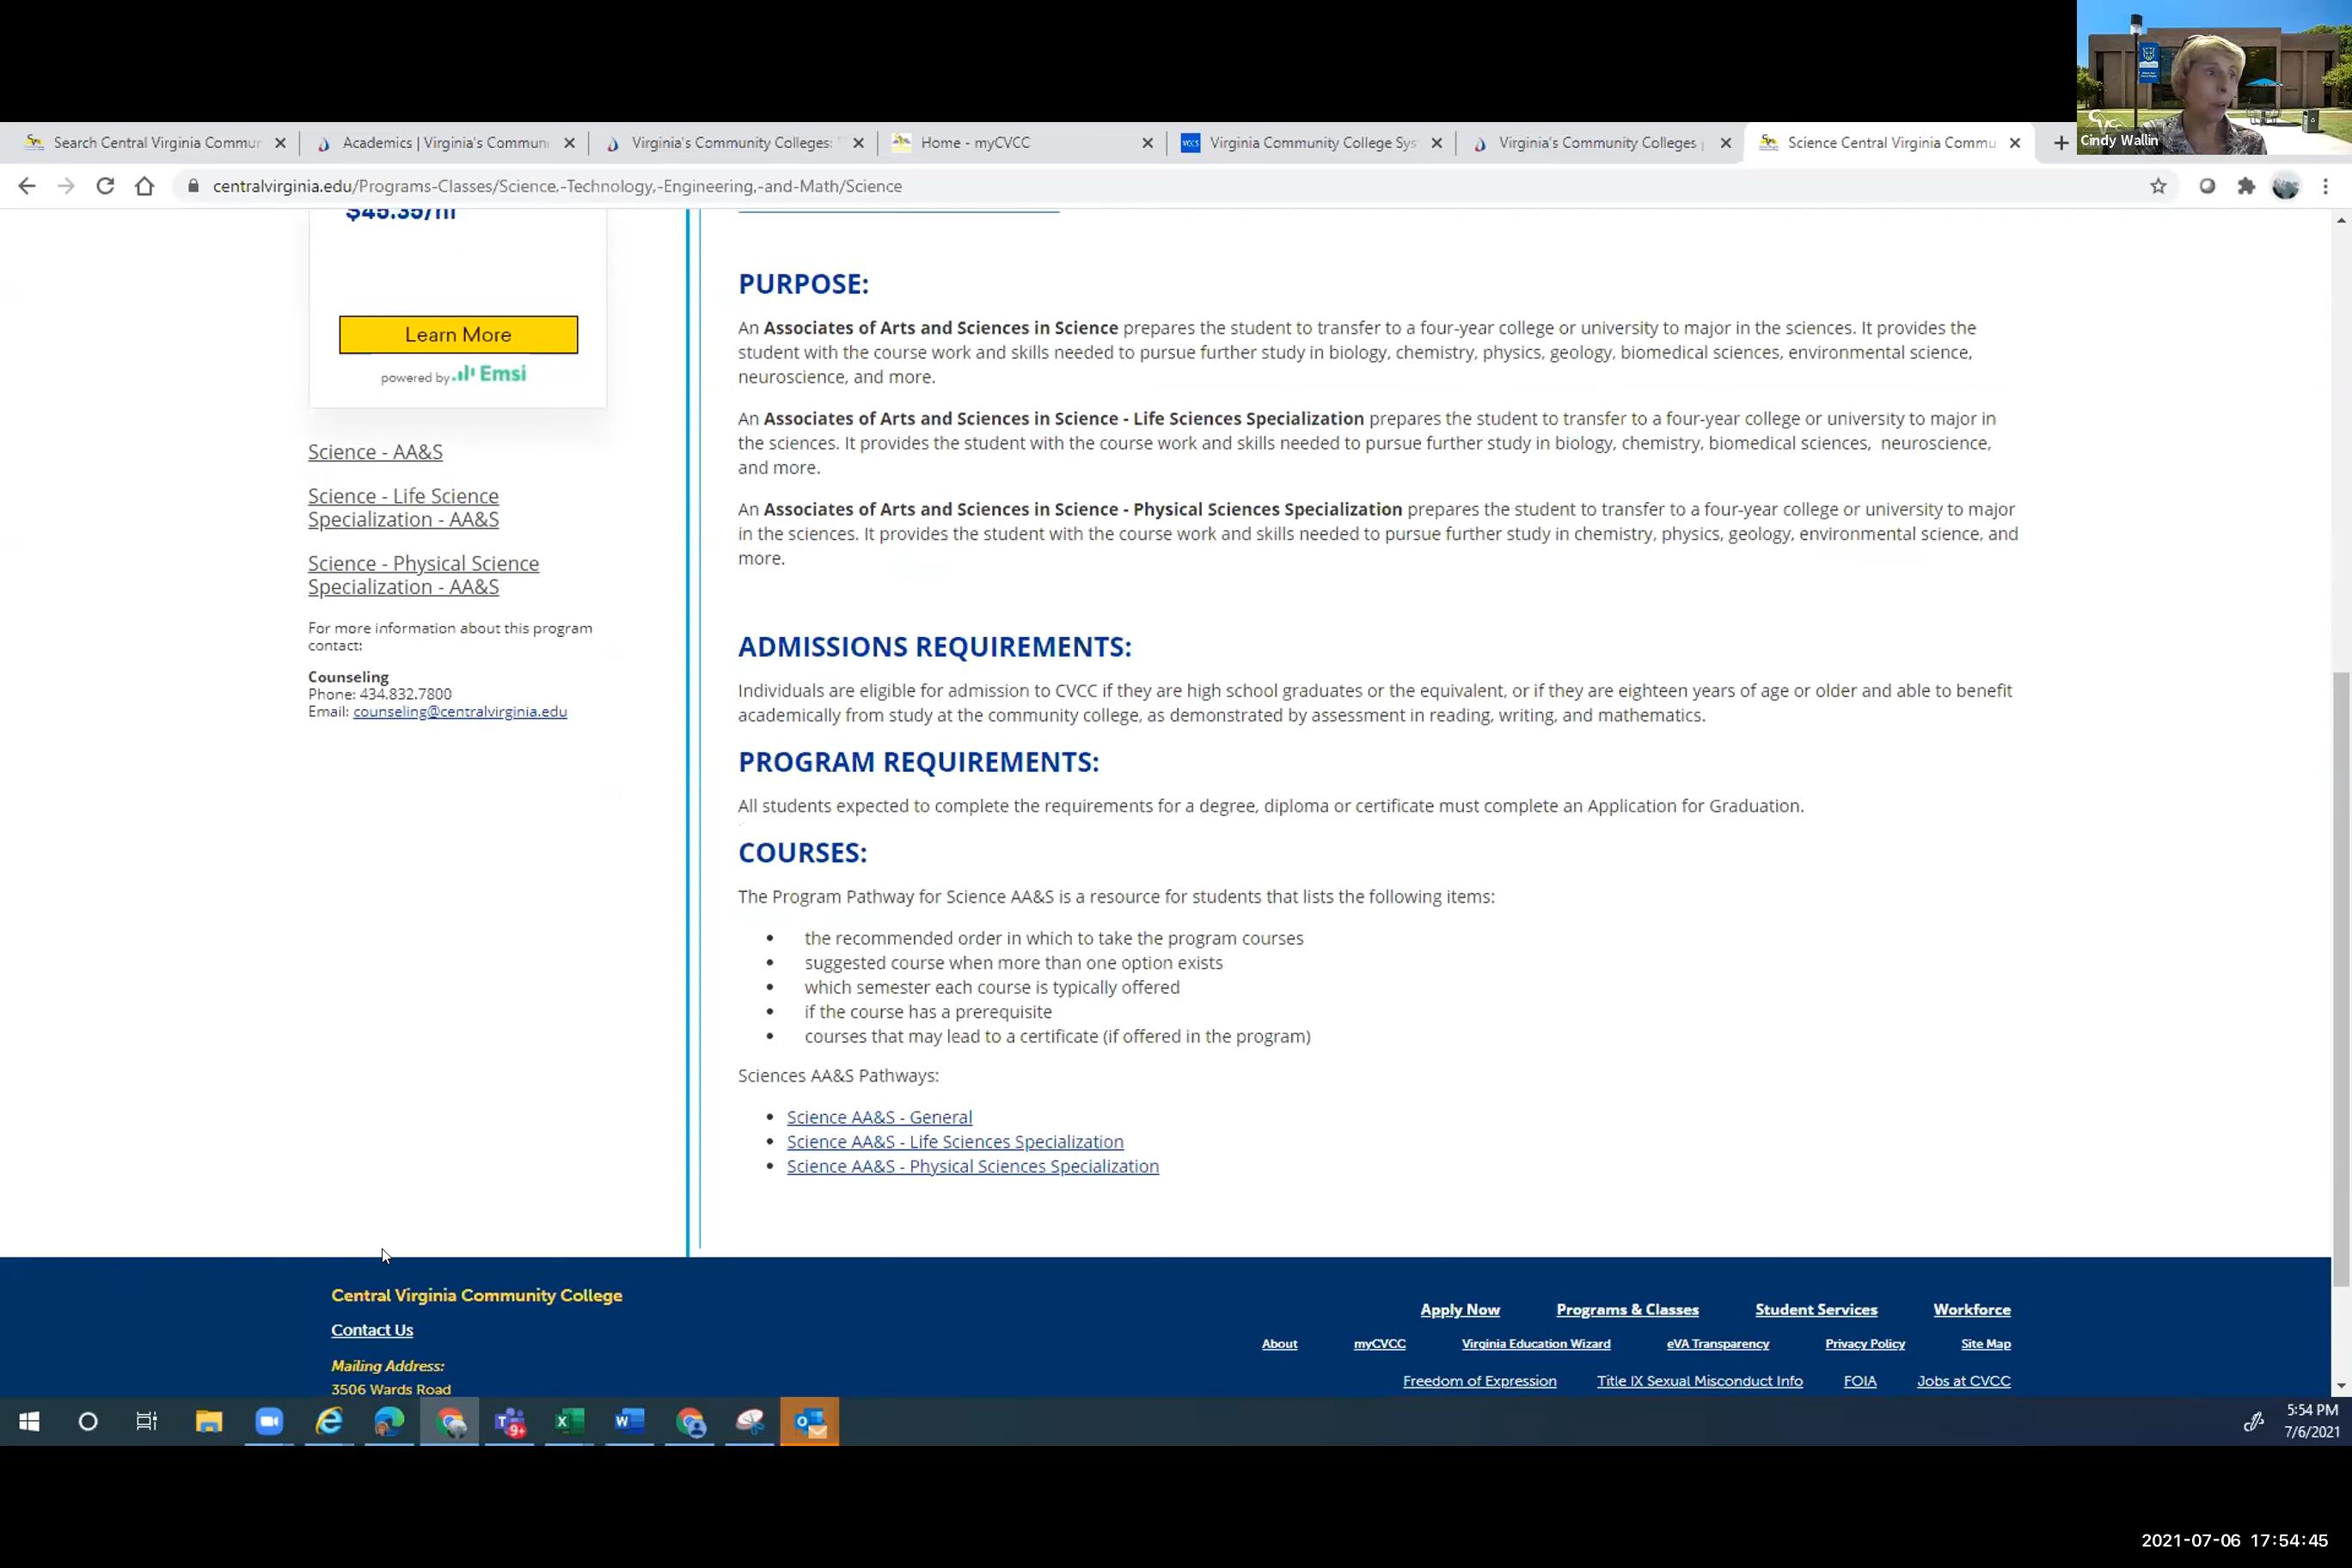 Cindy Wallin
Search Central Virginia Commur
Academics | Virginia's Commun
Virginia's Community Colleges:
Home - myCVCC
Virginia Community College Sys
Virginia's Community Colleges
Science Central Virginia Commu
centralvirginia.edu/Programs-Classes/Science,-Technology,-Engineering,-and-Math/Science
$45.35/hr
Learn More
powered by Emsi
Science - AA&S
Science - Life Science
Specialization - AA&S
Science - Physical Science
Specialization - AA&S
For more information about this program
contact:
Counseling
Phone: 434.832.7800
Email: counseling@centralvirginia.edu
PURPOSE:
An Associates of Arts and Sciences in Science prepares the student to transfer to a four-year college or university to major in the sciences. It provides the
student with the course work and skills needed to pursue further study in biology, chemistry, physics, geology, biomedical sciences, environmental science,
neuroscience, and more.
An Associates of Arts and Sciences in Science - Life Sciences Specialization prepares the student to transfer to a four-year college or university to major in
the sciences. It provides the student with the course work and skills needed to pursue further study in biology, chemistry, biomedical sciences, neuroscience,
and more.
An Associates of Arts and Sciences in Science - Physical Sciences Specialization prepares the student to transfer to a four-year college or university to major
in the sciences. It provides the student with the course work and skills needed to pursue further study in chemistry, physics, geology, environmental science, and
more.
ADMISSIONS REQUIREMENTS:
Individuals are eligible for admission to CVCC if they are high school graduates or the equivalent, or if they are eighteen years of age or older and able to benefit
academically from study at the community college, as demonstrated by assessment in reading, writing, and mathematics.
PROGRAM REQUIREMENTS:
All students expected to complete the requirements for a degree, diploma or certificate must complete an Application for Graduation.
COURSES:
The Program Pathway for Science AA&S is a resource for students that lists the following items:
• the recommended order in which to take the program courses
• suggested course when more than one option exists
• which semester each course is typically offered
• if the course has a prerequisite
• courses that may lead to a certificate (if offered in the program)
Sciences AA&S Pathways:
• Science AA&S - General
• Science AA&S - Life Sciences Specialization
• Science AA&S - Physical Sciences Specialization
Central Virginia Community College
Contact Us
Mailing Address:
3506 Wards Road
Apply Now Programs & Classes Student Services Workforce
About myCVCC Virginia Education Wizard eVA Transparency Privacy Policy Site Map
Freedom of Expression Title IX Sexual Misconduct Info FOIA Jobs at CVCC
9+
5:54 PM
7/6/2021
2021-07-06 17:54:45